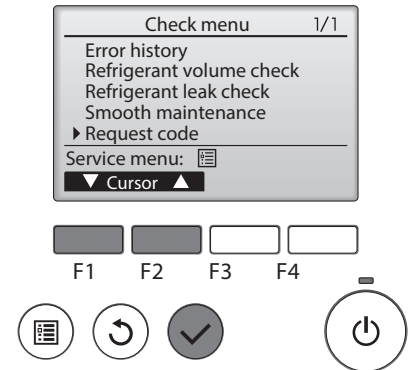 Check menu 1/1
Error history
Refrigerant volume check
Refrigerant leak check
Smooth maintenance
▶Request code
Service menu:
▼ Cursor ▲
F1 F2 F3 F4